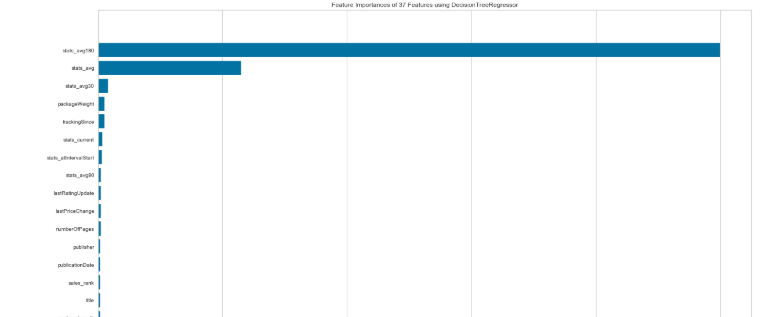 Feature Importances of 37 Features using DecisionTreeRegressor
stats_avg180
stats_avg
stats_avg30
packageWeight
trackingSince
stats_current
stats_atIntervalStart
stats_avg90
lastRatingUpdate
lastPriceChange
numberOfPages
publisher
publicationDate
sales_rank
title